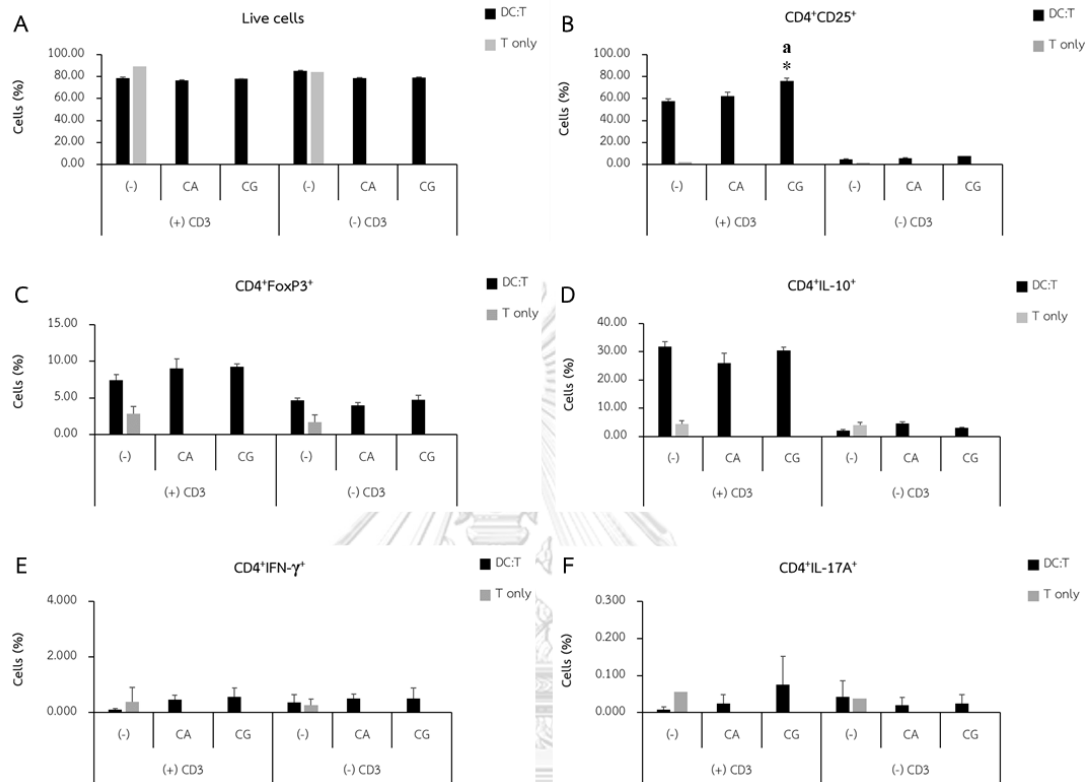 A
Live cells
DC:T
T only
Cells (%)
100.00
80.00
60.00
40.00
20.00
0.00
(-) CA CG (-) CA CG
(+) CD3 (-) CD3
B
CD4⁺CD25⁺
DC:T
T only
Cells (%)
100.00
80.00
60.00
40.00
20.00
0.00
a
*
(-) CA CG (-) CA CG
(+) CD3 (-) CD3
C
CD4⁺FoxP3⁺
DC:T
T only
Cells (%)
15.00
10.00
5.00
0.00
(-) CA CG (-) CA CG
(+) CD3 (-) CD3
D
CD4⁺IL-10⁺
DC:T
T only
Cells (%)
40.00
30.00
20.00
10.00
0.00
(-) CA CG (-) CA CG
(+) CD3 (-) CD3
E
CD4⁺IFN-γ⁺
DC:T
T only
Cells (%)
4.000
2.000
0.000
(-) CA CG (-) CA CG
(+) CD3 (-) CD3
F
CD4⁺IL-17A⁺
DC:T
T only
Cells (%)
0.300
0.200
0.100
0.000
(-) CA CG (-) CA CG
(+) CD3 (-) CD3